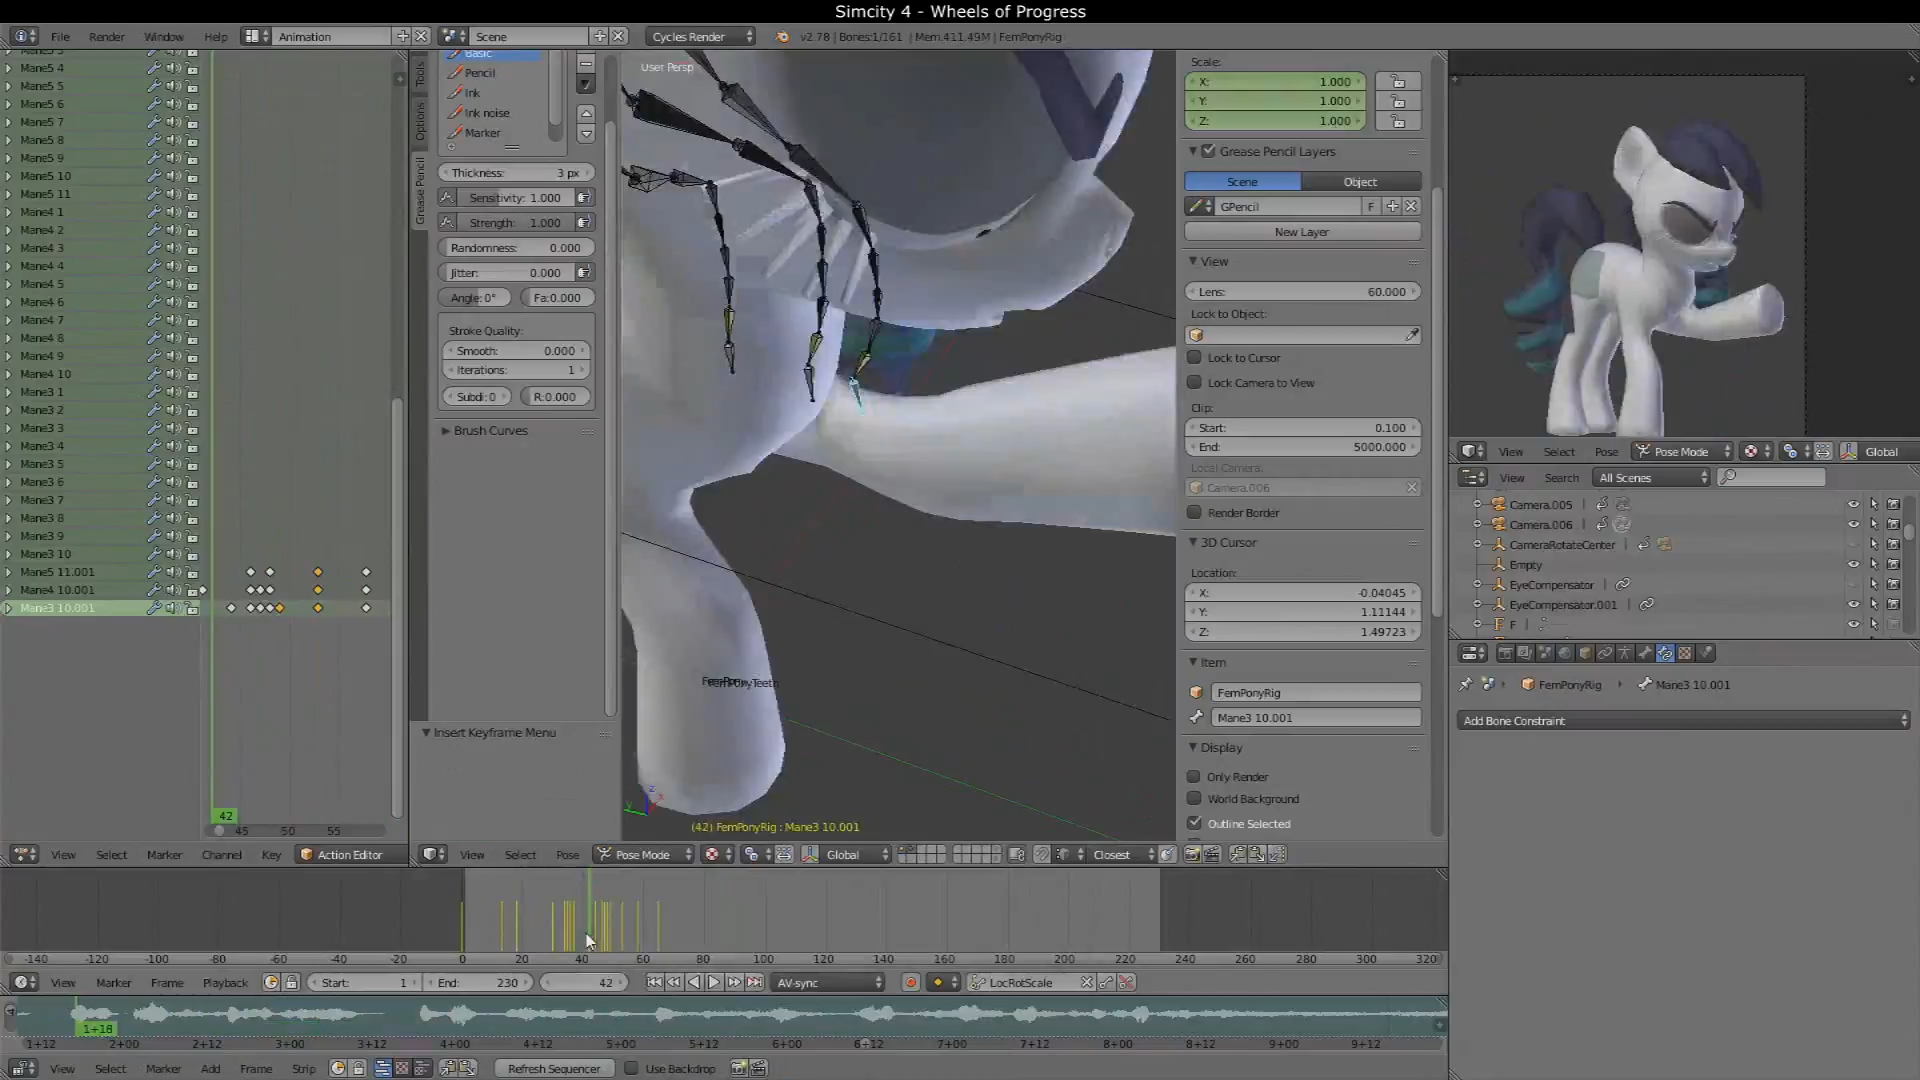 Simcity 4 - Wheels of Progress
File Render Window Help Animation Scene Cycles Render v2.78 | Bones:1/161 | Mem:411.49M | FemPonyRig
Mane5 4
Mane5 5
Mane5 6
Mane5 7
Mane5 8
Mane5 9
Mane5 10
Mane5 11
Mane4 1
Mane4 2
Mane4 3
Mane4 4
Mane4 5
Mane4 6
Mane4 7
Mane4 8
Mane4 9
Mane4 10
Mane3 1
Mane3 2
Mane3 3
Mane3 4
Mane3 5
Mane3 6
Mane3 7
Mane3 8
Mane3 9
Mane3 10
Mane5 11.001
Mane4 10.001
Mane3 10.001
42
45 50 55
View Select Marker Channel Key Action Editor
Tools
Options
Grease Pencil
Basic
Pencil
Ink
Ink noise
Marker
Thickness: 3 px
Sensitivity: 1.000
Strength: 1.000
Randomness: 0.000
Jitter: 0.000
Angle: 0° Fa:0.000
Stroke Quality:
Smooth: 0.000
Iterations: 1
Subdi: 0 R:0.000
Brush Curves
Insert Keyframe Menu
User Persp
FemPonyTeeth
(42) FemPonyRig : Mane3 10.001
View Select Pose Pose Mode Global Closest
Scale:
X: 1.000
Y: 1.000
Z: 1.000
Grease Pencil Layers
Scene Object
GPencil F
New Layer
View
Lens: 60.000
Lock to Object:
Lock to Cursor
Lock Camera to View
Clip:
Start: 0.100
End: 5000.000
Local Camera:
Camera.006
Render Border
3D Cursor
Location:
X: -0.04045
Y: 1.11144
Z: 1.49723
Item
FemPonyRig
Mane3 10.001
Display
Only Render
World Background
Outline Selected
View Select Pose Pose Mode Global
View Search All Scenes
Camera.005
Camera.006
CameraRotateCenter
Empty
EyeCompensator
EyeCompensator.001
F
FemPonyRig Mane3 10.001
Add Bone Constraint
-140 -120 -100 -80 -60 -40 -20 0 20 40 60 80 100 120 140 160 180 200 220 240 260 280 300 320
View Marker Frame Playback Start: 1 End: 230 42 AV-sync LocRotScale
1+18
1+12 2+00 2+12 3+00 3+12 4+00 4+12 5+00 5+12 6+00 6+12 7+00 7+12 8+00 8+12 9+00 9+12
View Select Marker Add Frame Strip Refresh Sequencer Use Backdrop